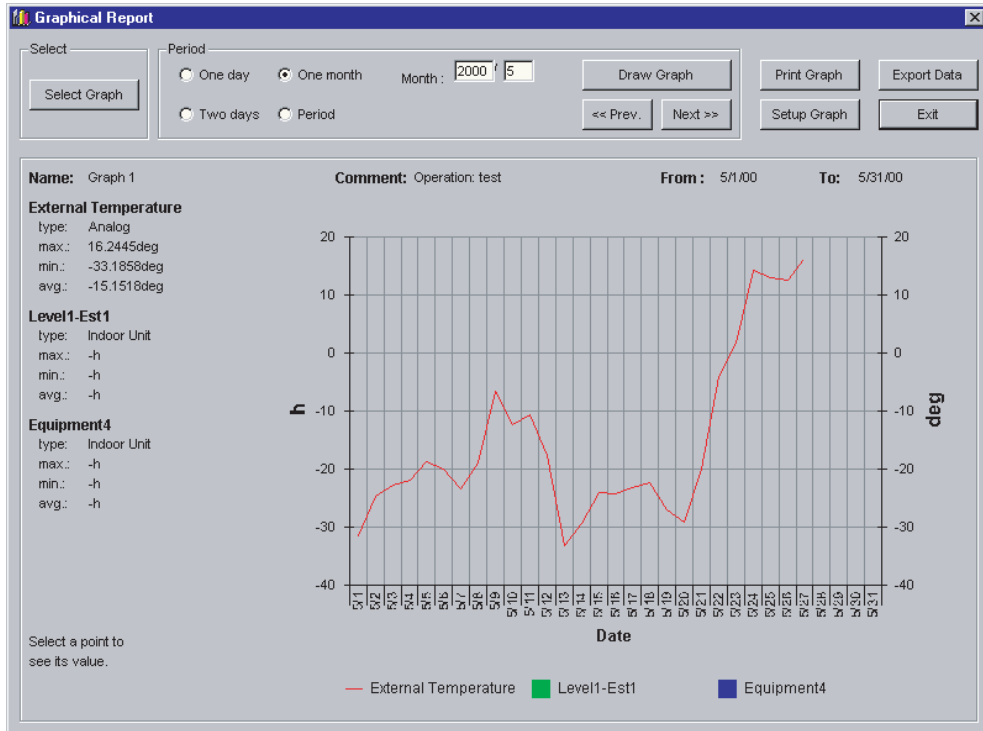 Graphical Report
Select
Select Graph
Period
One day
One month
Month :
2000 / 5
Two days
Period
Draw Graph
<< Prev.
Next >>
Print Graph
Export Data
Setup Graph
Exit
Name: Graph 1
Comment: Operation: test
From : 5/1/00
To: 5/31/00
External Temperature
type: Analog
max.: 16.2445deg
min.: -33.1858deg
avg.: -15.1518deg
Level1-Est1
type: Indoor Unit
max.: -h
min.: -h
avg.: -h
Equipment4
type: Indoor Unit
max.: -h
min.: -h
avg.: -h
Select a point to
see its value.
h
20
10
0
-10
-20
-30
-40
20
10
0
-10
-20
-30
-40
deg
5/1
5/2
5/3
5/4
5/5
5/6
5/7
5/8
5/9
5/10
5/11
5/12
5/13
5/14
5/15
5/16
5/17
5/18
5/19
5/20
5/21
5/22
5/23
5/24
5/25
5/26
5/27
5/28
5/29
5/30
5/31
Date
External Temperature
Level1-Est1
Equipment4